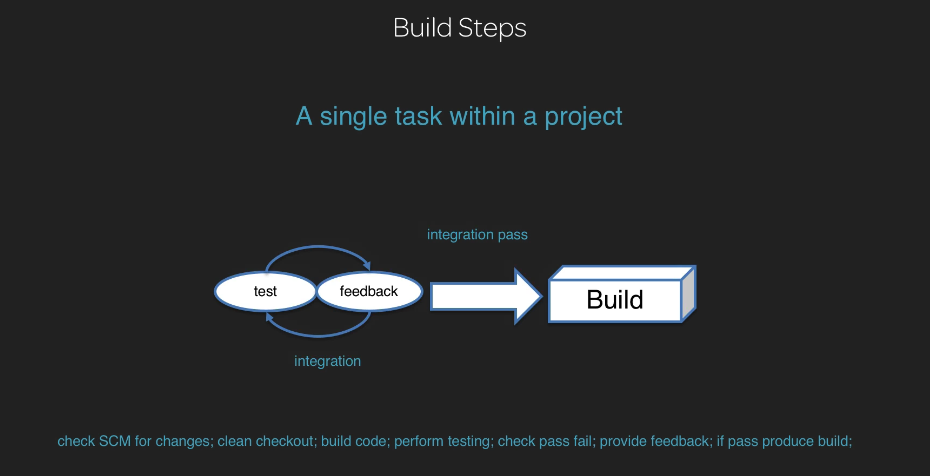 Build Steps
A single task within a project
integration pass
test
feedback
Build
integration
check SCM for changes; clean checkout; build code; perform testing; check pass fail; provide feedback; if pass produce build;